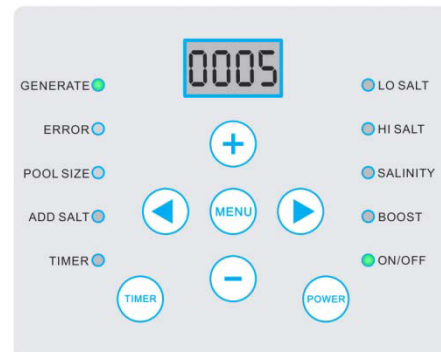 0005
GENERATE
LO SALT
ERROR
HI SALT
POOL SIZE
SALINITY
ADD SALT
MENU
BOOST
TIMER
ON/OFF
TIMER
POWER